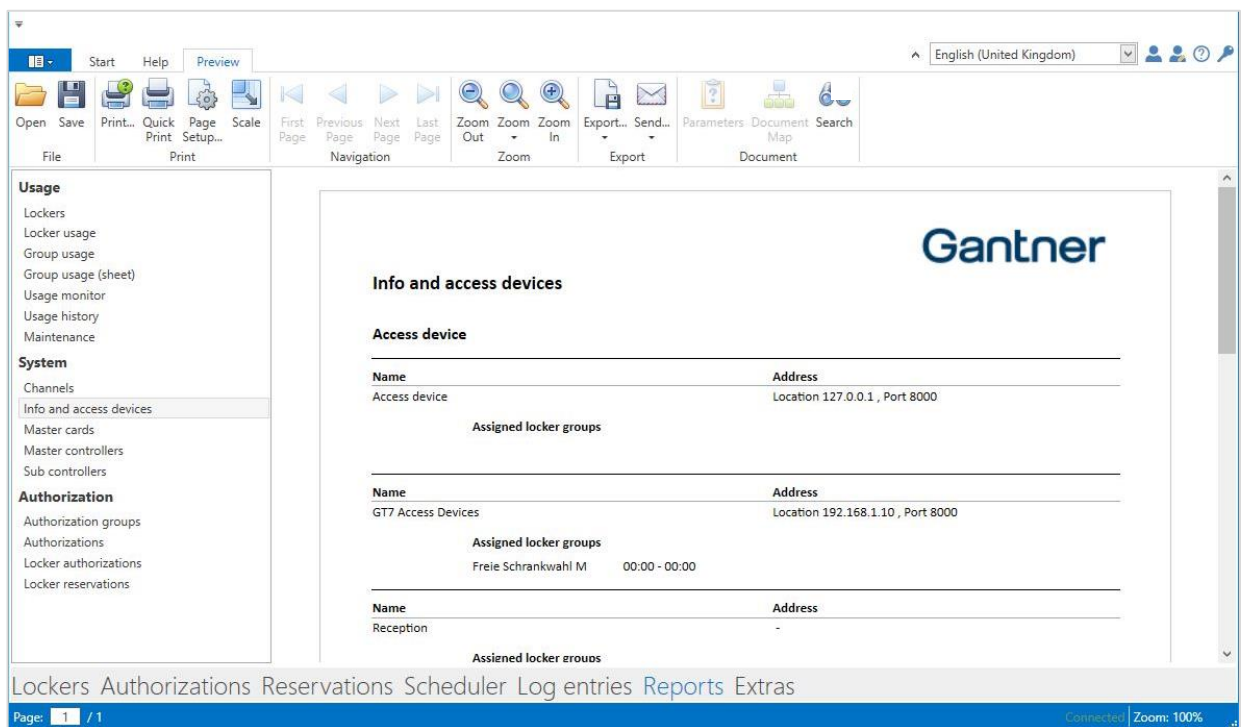 Start Help Preview
English (United Kingdom)
Open Save Print... Quick Print Page Setup... Scale First Page Previous Page Next Page Last Page Zoom Out Zoom Zoom In Export... Send... Parameters Document Map Search
File Print Navigation Zoom Export Document
Usage
Lockers
Locker usage
Group usage
Group usage (sheet)
Usage monitor
Usage history
Maintenance
System
Channels
Info and access devices
Master cards
Master controllers
Sub controllers
Authorization
Authorization groups
Authorizations
Locker authorizations
Locker reservations
Gantner
Info and access devices
Access device
Name Address
Access device Location 127.0.0.1 , Port 8000
Assigned locker groups
Name Address
GT7 Access Devices Location 192.168.1.10 , Port 8000
Assigned locker groups
Freie Schrankwahl M 00:00 - 00:00
Name Address
Reception -
Assigned locker groups
Lockers Authorizations Reservations Scheduler Log entries Reports Extras
Page: 1 / 1 Connected Zoom: 100%